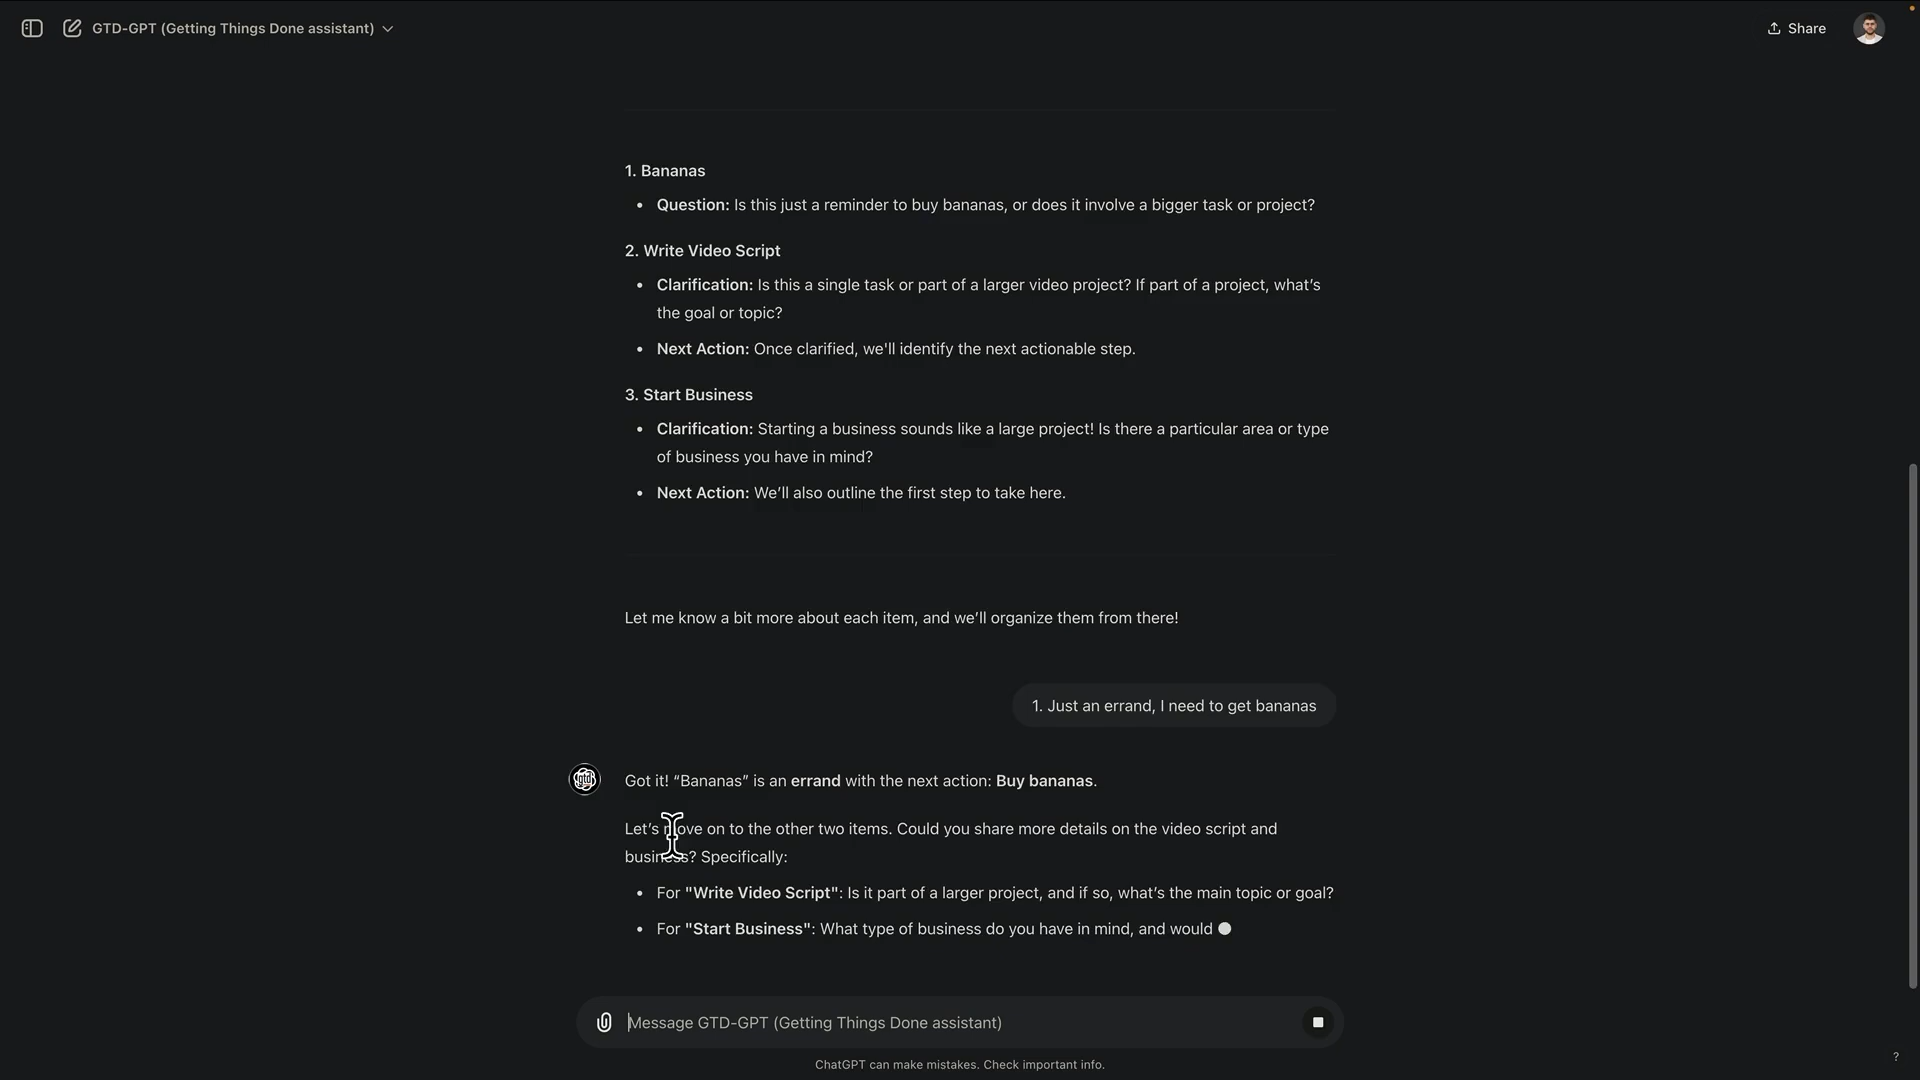 GTD-GPT (Getting Things Done assistant)
Share
1. Bananas
• Question: Is this just a reminder to buy bananas, or does it involve a bigger task or project?
2. Write Video Script
• Clarification: Is this a single task or part of a larger video project? If part of a project, what's
the goal or topic?
• Next Action: Once clarified, we'll identify the next actionable step.
3. Start Business
• Clarification: Starting a business sounds like a large project! Is there a particular area or type
of business you have in mind?
• Next Action: We'll also outline the first step to take here.
Let me know a bit more about each item, and we'll organize them from there!
1. Just an errand, I need to get bananas
Got it! “Bananas” is an errand with the next action: Buy bananas.
Let's move on to the other two items. Could you share more details on the video script and
business? Specifically:
• For "Write Video Script": Is it part of a larger project, and if so, what's the main topic or goal?
• For "Start Business": What type of business do you have in mind, and would
Message GTD-GPT (Getting Things Done assistant)
ChatGPT can make mistakes. Check important info.
?